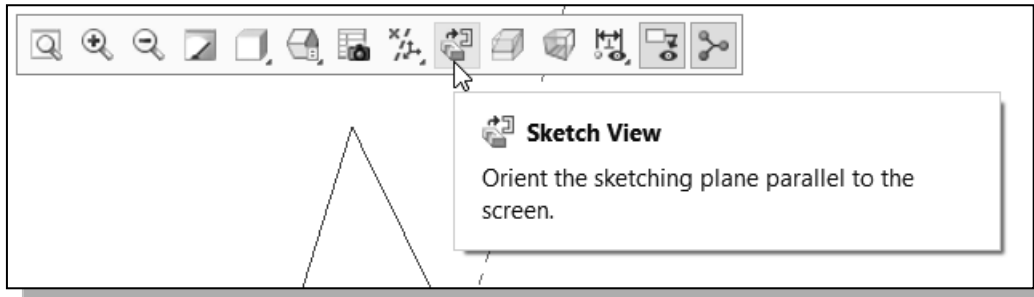 Sketch View
Orient the sketching plane parallel to the
screen.